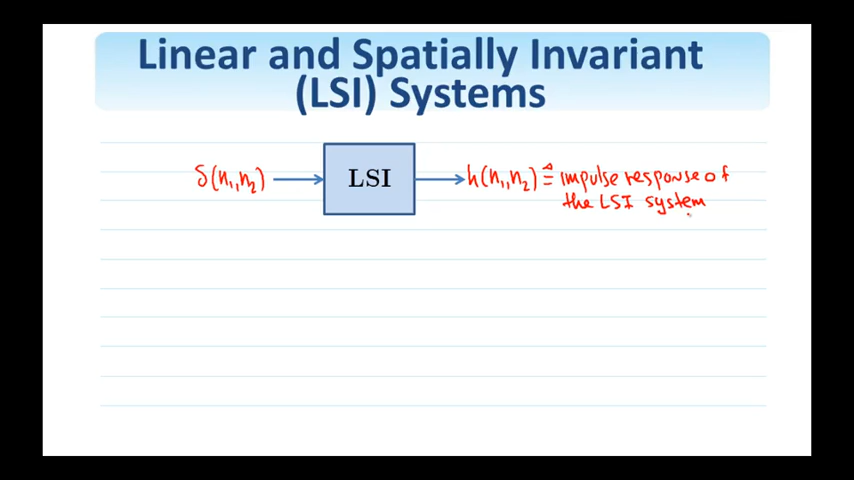 Linear and Spatially Invariant
(LSI) Systems
δ(n₁,n₂) LSI h(n₁,n₂) ≜ impulse response of
the LSI system